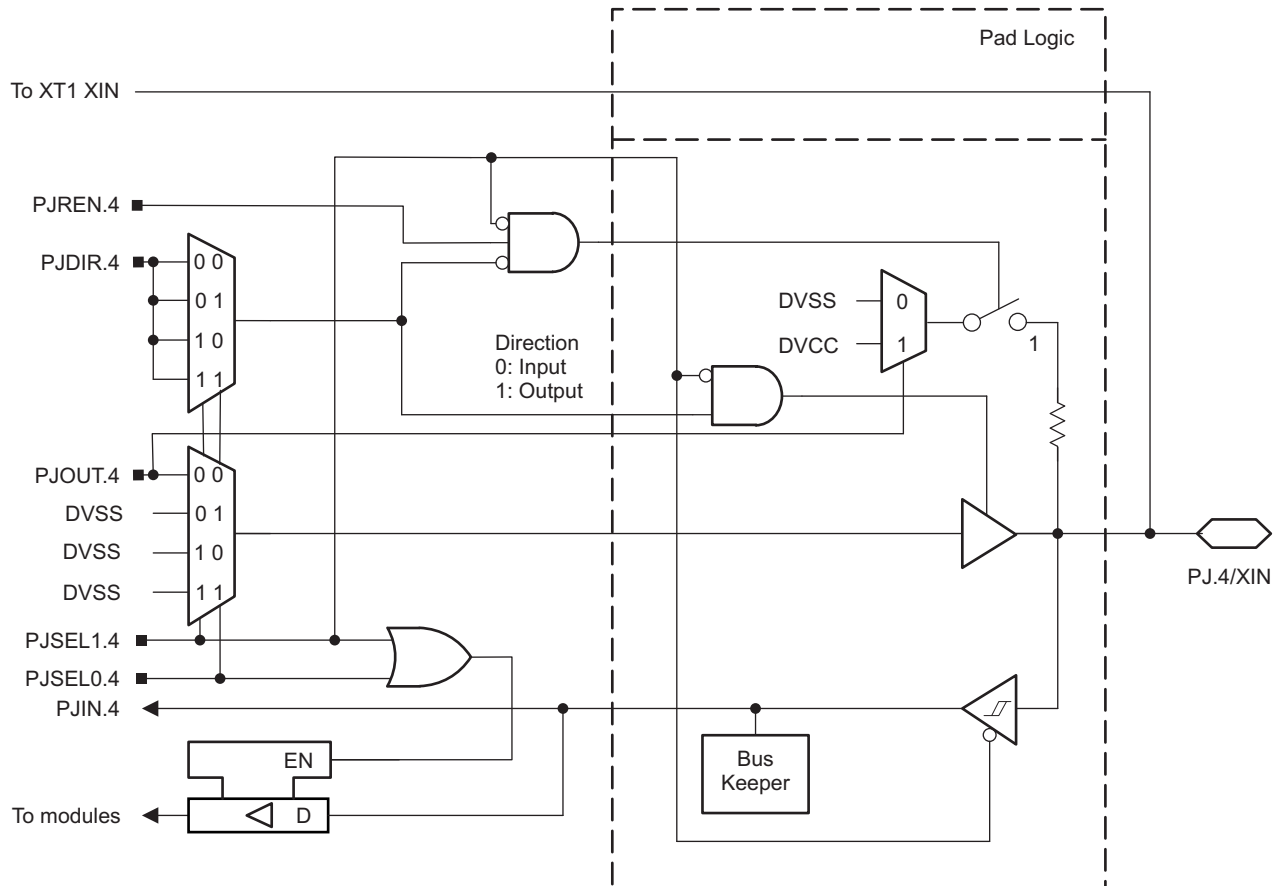 Pad Logic
To XT1 XIN
PJREN.4
PJDIR.4
0 0
0 1
1 0
1 1
Direction
0: Input
1: Output
DVSS
0
DVCC
1
1
PJOUT.4
0 0
DVSS
0 1
DVSS
1 0
DVSS
1 1
PJ.4/XIN
PJSEL1.4
PJSEL0.4
PJIN.4
EN
Bus
Keeper
To modules
D